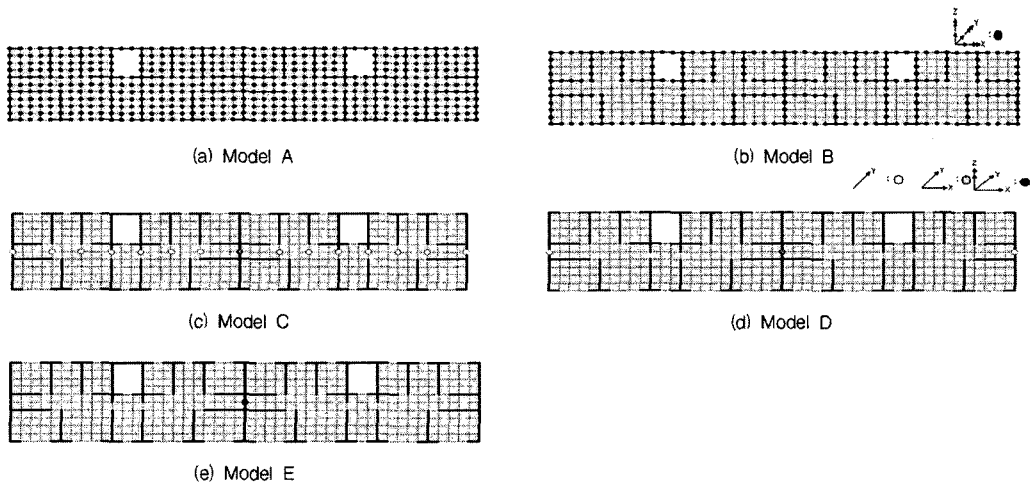 Z
Y
X :
(a) Model A
(b) Model B
Z
Y : Y : Y :
X X
(c) Model C
(d) Model D
(e) Model E